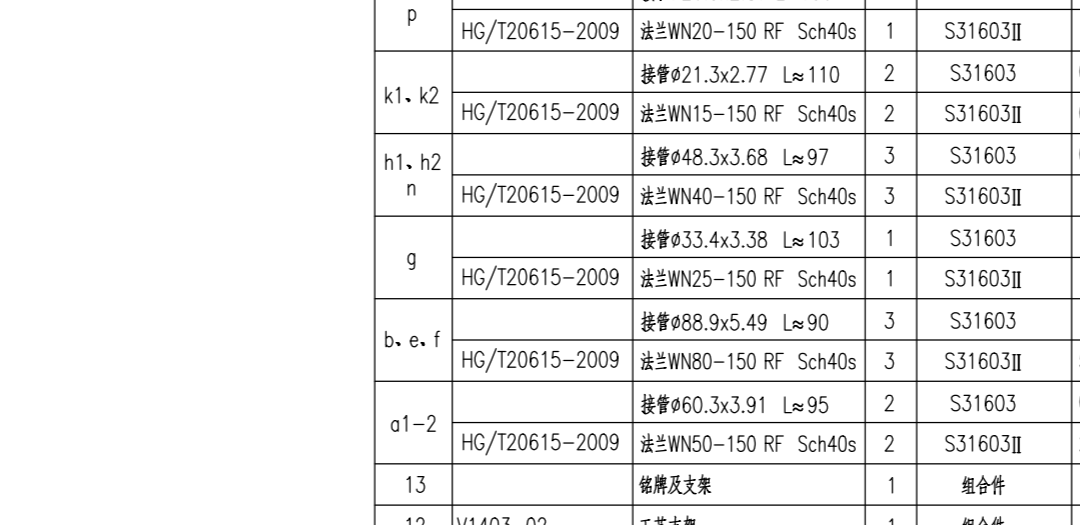 p
HG/T20615-2009 法兰WN20-150 RF Sch40s 1 S31603Ⅱ
k1、k2
接管ø21.3x2.77 L≈110 2 S31603
HG/T20615-2009 法兰WN15-150 RF Sch40s 2 S31603Ⅱ
h1、h2
n
接管ø48.3x3.68 L≈97 3 S31603
HG/T20615-2009 法兰WN40-150 RF Sch40s 3 S31603Ⅱ
g
接管ø33.4x3.38 L≈103 1 S31603
HG/T20615-2009 法兰WN25-150 RF Sch40s 1 S31603Ⅱ
b、e、f
接管ø88.9x5.49 L≈90 3 S31603
HG/T20615-2009 法兰WN80-150 RF Sch40s 3 S31603Ⅱ
a1-2
接管ø60.3x3.91 L≈95 2 S31603
HG/T20615-2009 法兰WN50-150 RF Sch40s 2 S31603Ⅱ
13 铭牌及支架 1 组合件
12 V1403-02 1 组合件